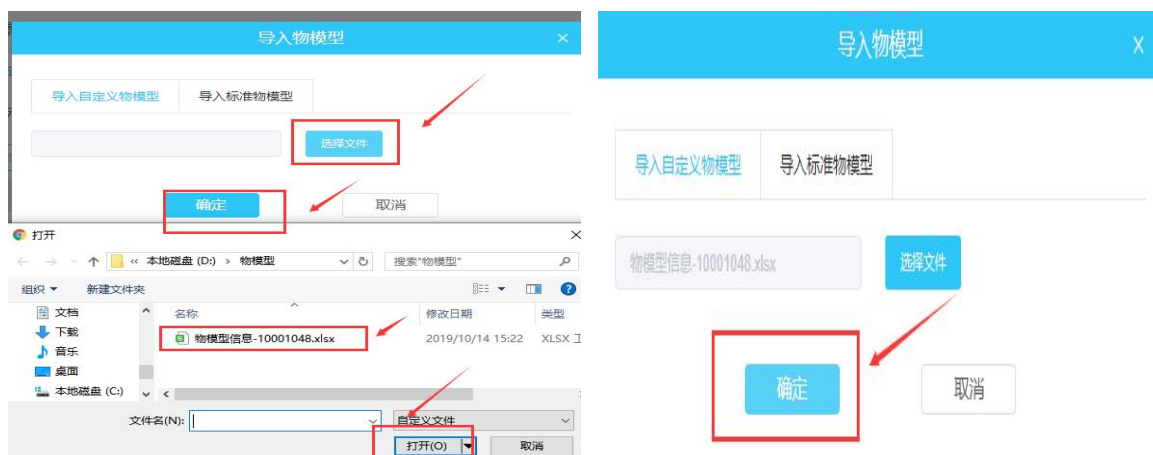 导入物模型 ×
导入自定义物模型 导入标准物模型
选择文件
确定 取消
打开 ×
« 本地磁盘 (D:) › 物模型 搜索"物模型"
组织 新建文件夹
文档 名称 修改日期 类型
下载 物模型信息-10001048.xlsx 2019/10/14 15:22 XLSX 工
音乐
桌面
本地磁盘 (C:)
文件名(N): 自定义文件
打开(O) 取消
导入物模型 X
导入自定义物模型 导入标准物模型
物模型信息-10001048.xlsx 选择文件
确定 取消